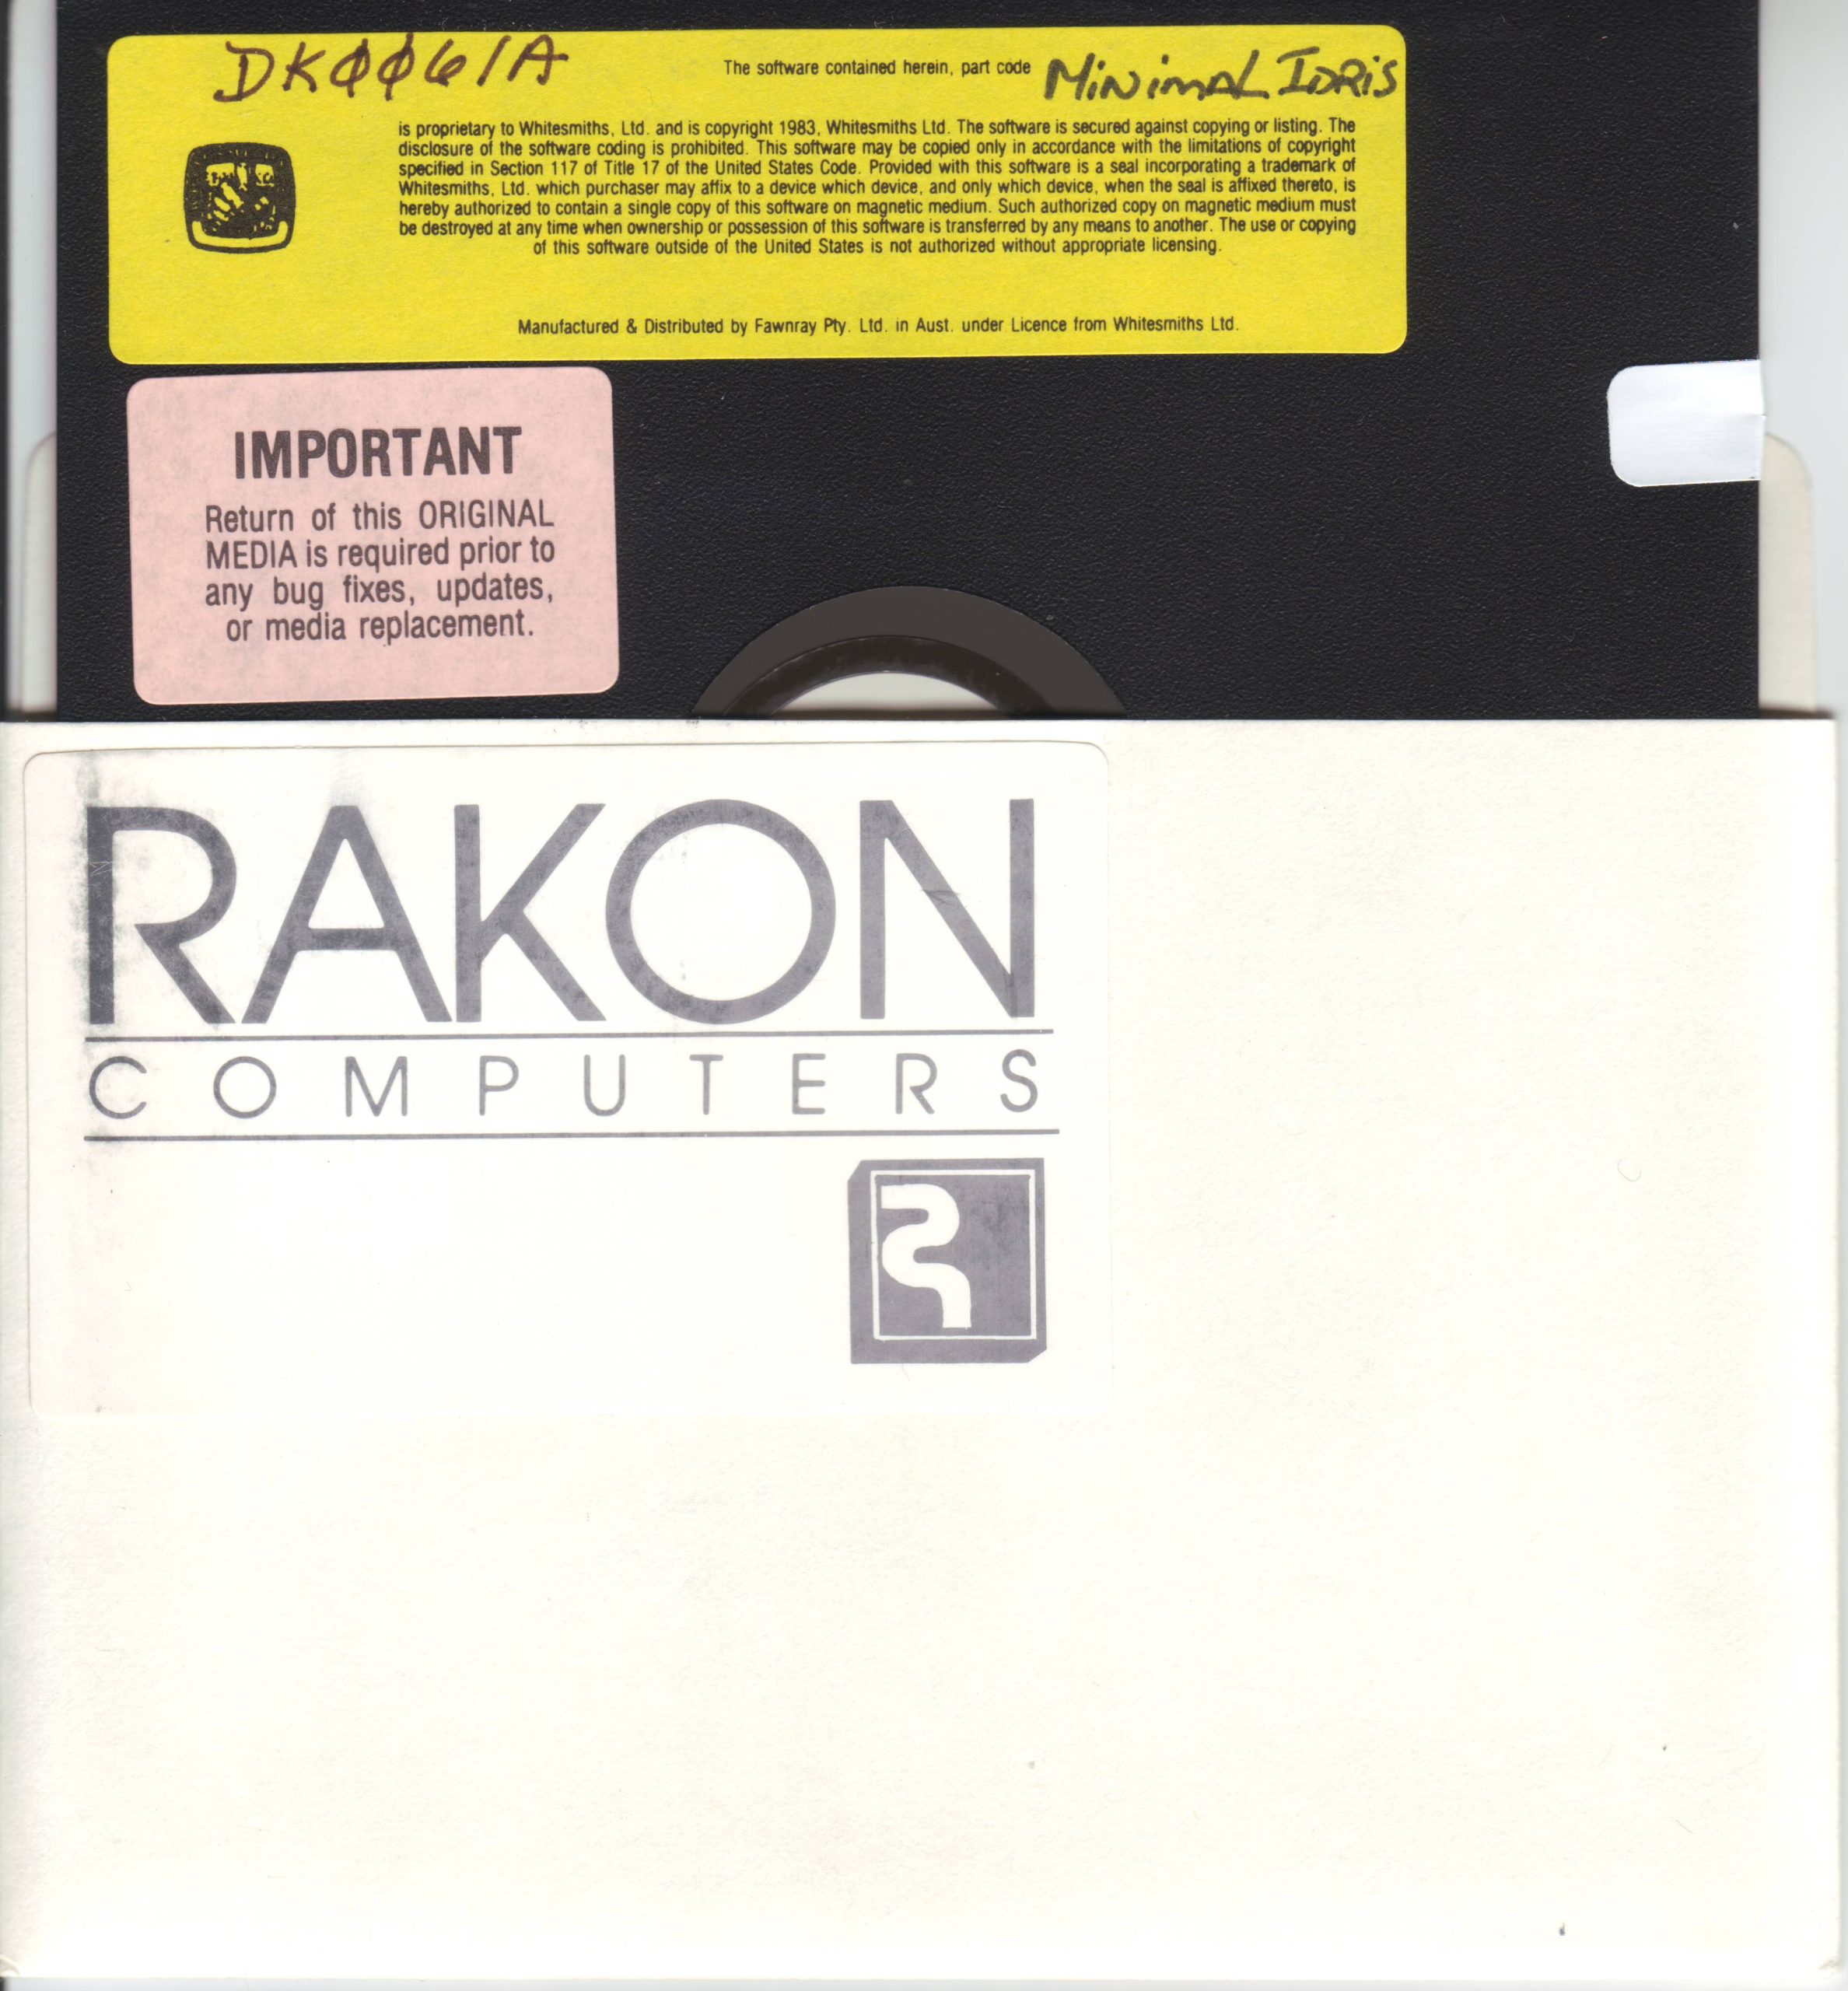 DK0061A
The software contained herein, part code Minimal Idris
is proprietary to Whitesmiths, Ltd. and is copyright 1983, Whitesmiths Ltd. The software is secured against copying or listing. The
disclosure of the software coding is prohibited. This software may be copied only in accordance with the limitations of copyright
specified in Section 117 of Title 17 of the United States Code. Provided with this software is a seal incorporating a trademark of
Whitesmiths, Ltd. which purchaser may affix to a device which device, and only which device, when the seal is affixed thereto, is
hereby authorized to contain a single copy of this software on magnetic medium. Such authorized copy on magnetic medium must
be destroyed at any time when ownership or possession of this software is transferred by any means to another. The use or copying
of this software outside of the United States is not authorized without appropriate licensing.
Manufactured & Distributed by Fawnray Pty. Ltd. in Aust. under Licence from Whitesmiths Ltd.
IMPORTANT
Return of this ORIGINAL
MEDIA is required prior to
any bug fixes, updates,
or media replacement.
RAKON
COMPUTERS